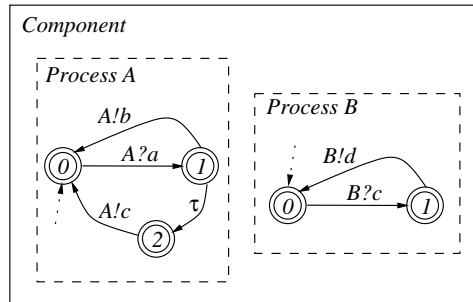 Component
Process A
A!b
0
A?a
1
A!c
τ
2
Process B
B!d
0
B?c
1